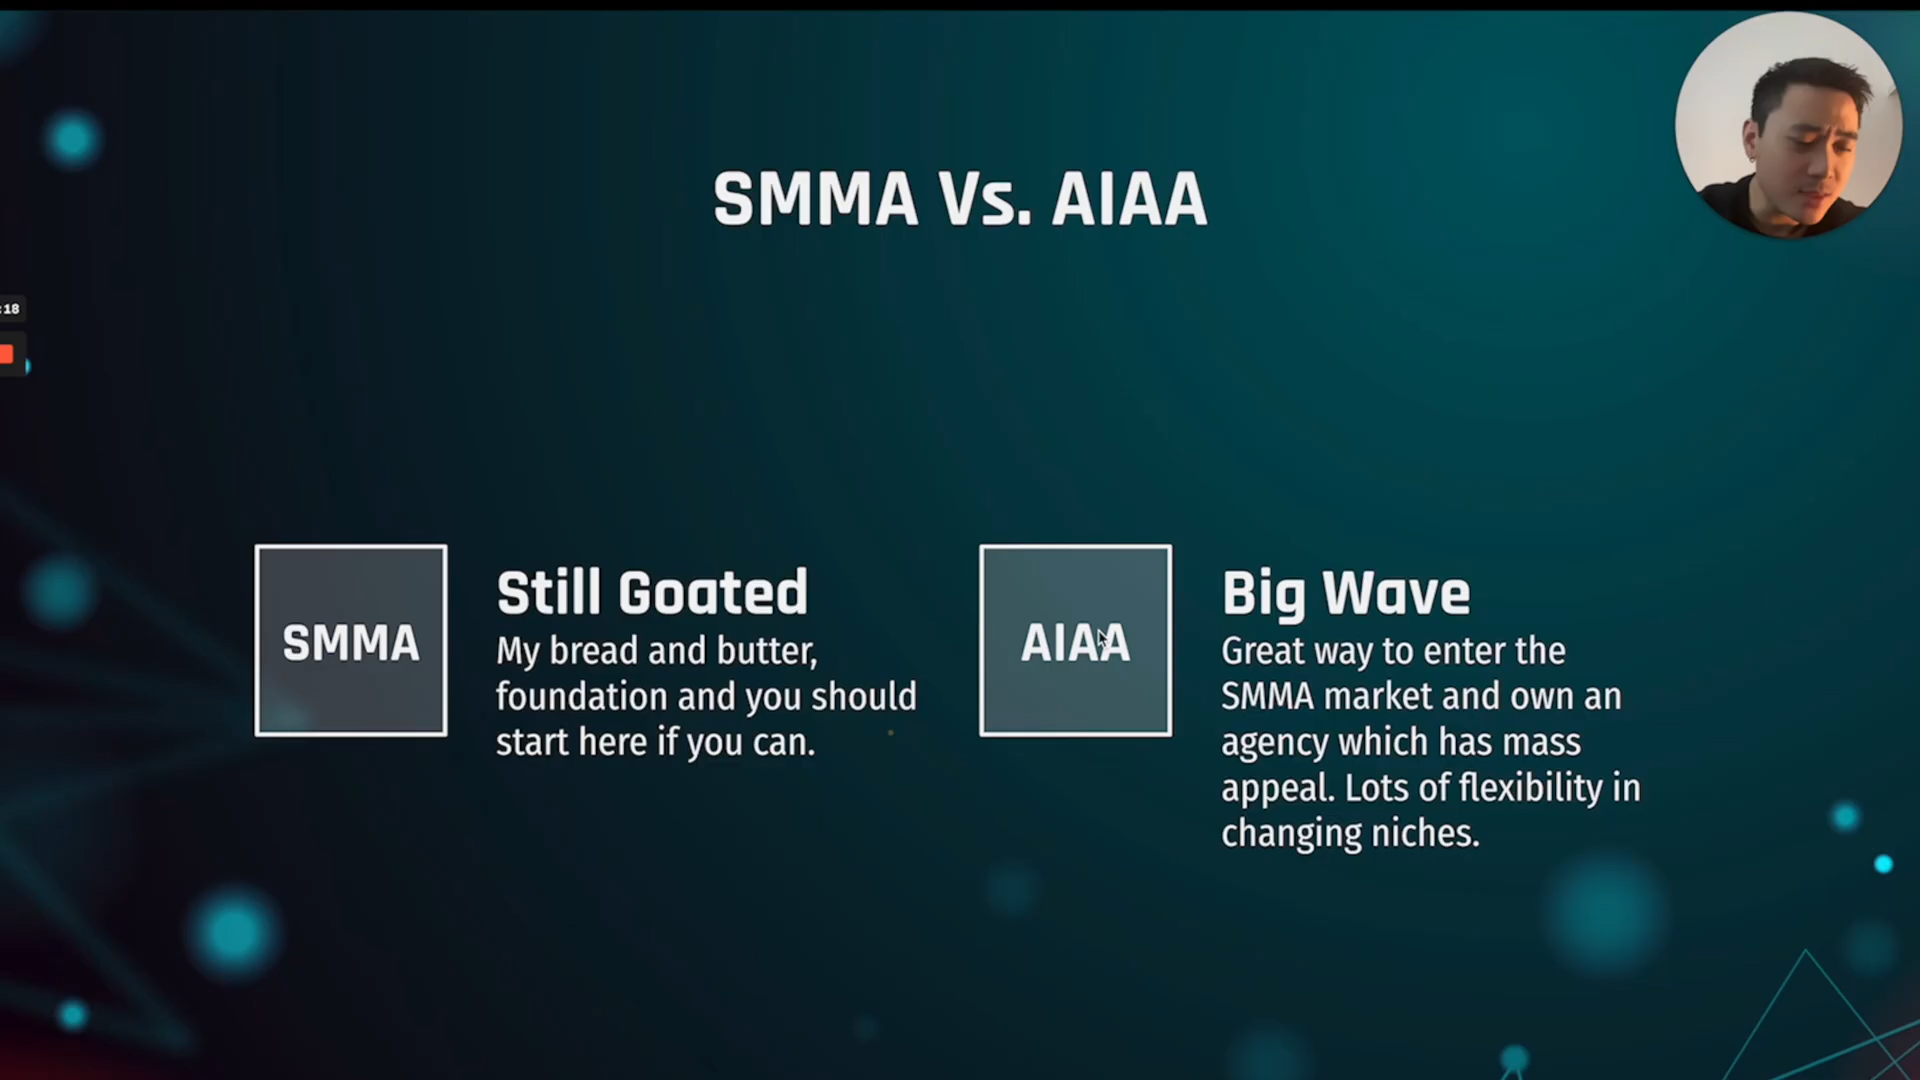 SMMA Vs. AIAA
:18
SMMA
Still Goated
My bread and butter,
foundation and you should
start here if you can.
AIAA
Big Wave
Great way to enter the
SMMA market and own an
agency which has mass
appeal. Lots of flexibility in
changing niches.